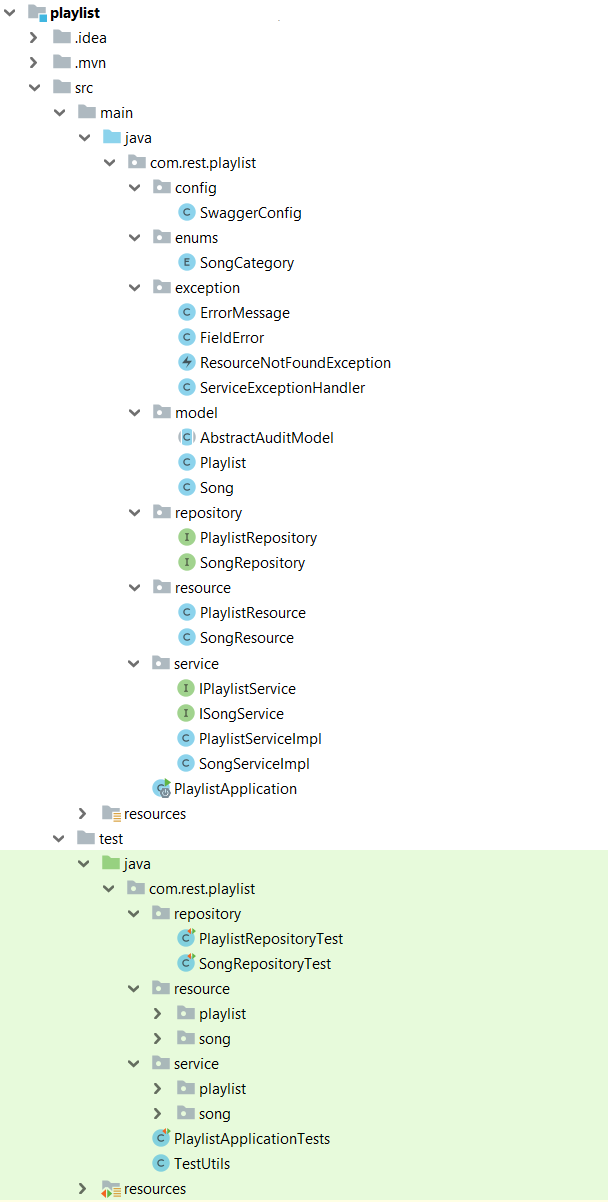 playlist
.idea
.mvn
src
main
java
com.rest.playlist
config
SwaggerConfig
enums
SongCategory
exception
ErrorMessage
FieldError
ResourceNotFoundException
ServiceExceptionHandler
model
AbstractAuditModel
Playlist
Song
repository
PlaylistRepository
SongRepository
resource
PlaylistResource
SongResource
service
IPlaylistService
ISongService
PlaylistServiceImpl
SongServiceImpl
PlaylistApplication
resources
test
java
com.rest.playlist
repository
PlaylistRepositoryTest
SongRepositoryTest
resource
playlist
song
service
playlist
song
PlaylistApplicationTests
TestUtils
resources